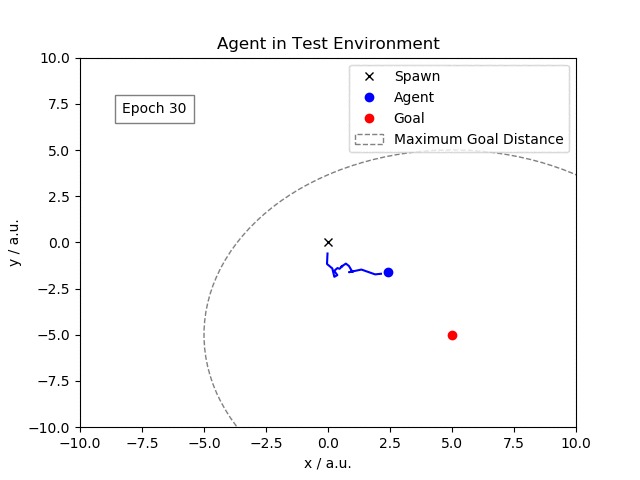 Agent in Test Environment
10.0
7.5
5.0
2.5
0.0
−2.5
−5.0
−7.5
−10.0
y / a.u.
Epoch 30
Spawn
Agent
Goal
Maximum Goal Distance
−10.0 −7.5 −5.0 −2.5 0.0 2.5 5.0 7.5 10.0
x / a.u.